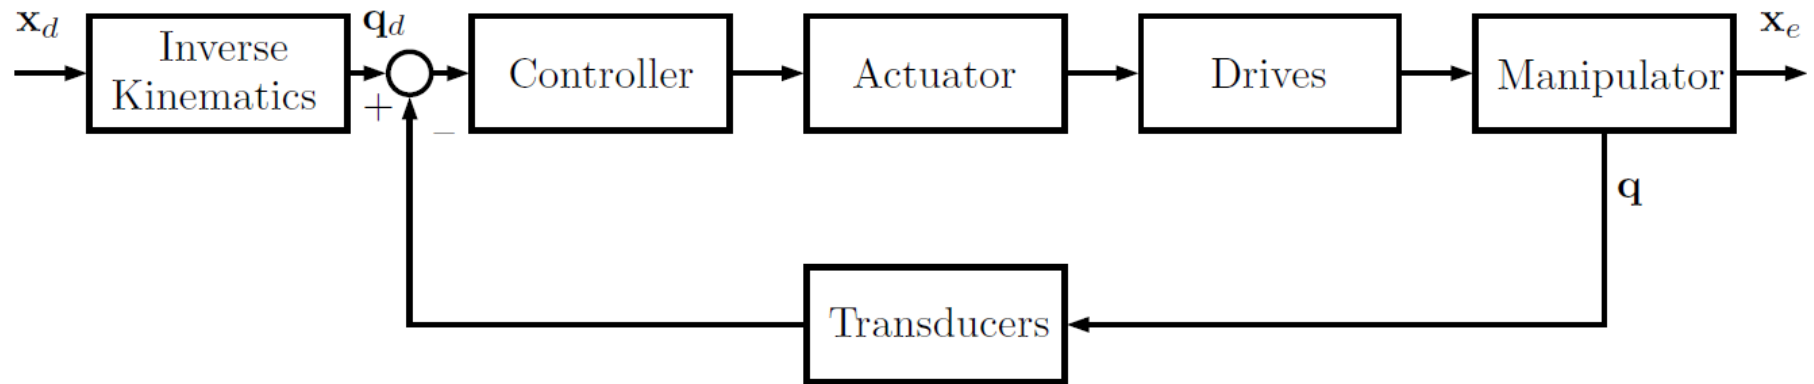 x_d
Inverse
Kinematics
q_d
+
−
Controller
Actuator
Drives
Manipulator
x_e
q
Transducers